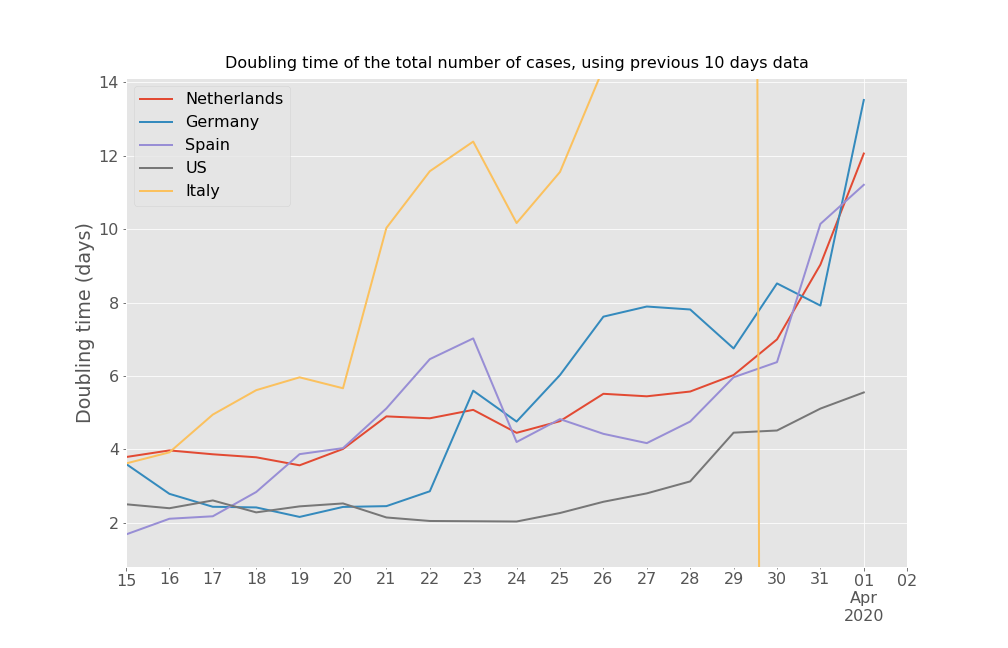 Doubling time of the total number of cases, using previous 10 days data
14
12
10
8
6
4
2
Doubling time (days)
Netherlands
Germany
Spain
US
Italy
15 16 17 18 19 20 21 22 23 24 25 26 27 28 29 30 31 01 02
Apr
2020